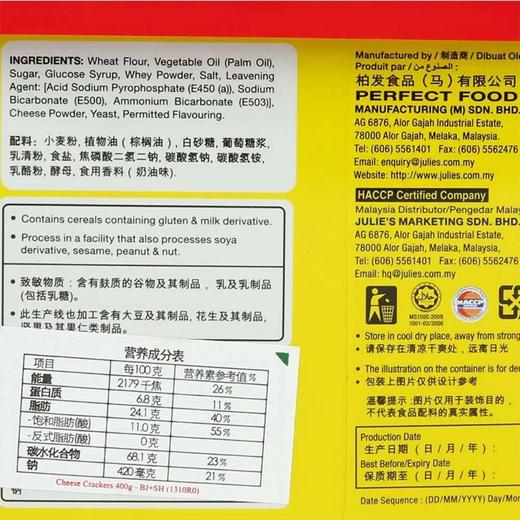 INGREDIENTS: Wheat Flour, Vegetable Oil (Palm Oil),
Sugar, Glucose Syrup, Whey Powder, Salt, Leavening
Agent: [Acid Sodium Pyrophosphate (E450 (a)), Sodium
Bicarbonate (E500), Ammonium Bicarbonate (E503)],
Cheese Powder, Yeast, Permitted Flavouring.
配料：小麦粉，植物油（棕榈油），白砂糖，葡萄糖浆，
乳清粉，食盐，焦磷酸二氢二钠，碳酸氢钠，碳酸氢铵，
乳酪粉，酵母，食用香料（奶油味）。
• Contains cereals containing gluten & milk derivative.
• Process in a facility that also processes soya
derivative, sesame, peanut & nut.
• 致敏物质：含有麸质的谷物及其制品，乳及乳制品
(包括乳糖)。
• 此生产线也加工含有大豆及其制品，花生及其制品，
坚果及其果仁类制品。
营养成分表
项目 每100克 营养素参考值%
能量 2179千焦 26%
蛋白质 6.8克 11%
脂肪 24.1克 40%
-饱和脂肪(酸) 11.0克 55%
-反式脂肪(酸) 0克
碳水化合物 68.1克 23%
钠 420毫克 21%
Cheese Crackers 400g - BJ+SH (1310R0)
钠
Manufactured by / 制造商 / Dibuat Ole
Produit par / الصنوع من :
柏发食品（马）有限公司
PERFECT FOOD
MANUFACTURING (M) SDN. BHD.
AG 6876, Alor Gajah Industrial Estate,
78000 Alor Gajah, Melaka, Malaysia.
Tel: (606) 5561401 Fax: (606) 5562476
Email: enquiry@julies.com.my
Website: http://www.julies.com.my
HACCP Certified Company
Malaysia Distributor/Pengedar Malay
JULIE'S MARKETING SDN. BHD.
AG 6876, Alor Gajah Industrial Estate,
78000 Alor Gajah, Melaka, Malaysia.
Tel: (606) 5561401 Fax: (606) 5562476
Email: hq@julies.com.my
HACCP
MS1500:2009
1001-03/2006
• Store in cool dry place, away from strong
• 请保存在清凉干爽处，远离日光
• The illustration on the container is for dec
• 包装上图片仅供设计参考
温馨提示：图片仅用于装饰目的，
不代表食品配料的真实属性。
Production Date
生产日期（日／月／年）：
Best Before/Expiry Date
保质期至（日／月／年）：
Date Sequence : (DD/MM/YYYY) Day/Mon